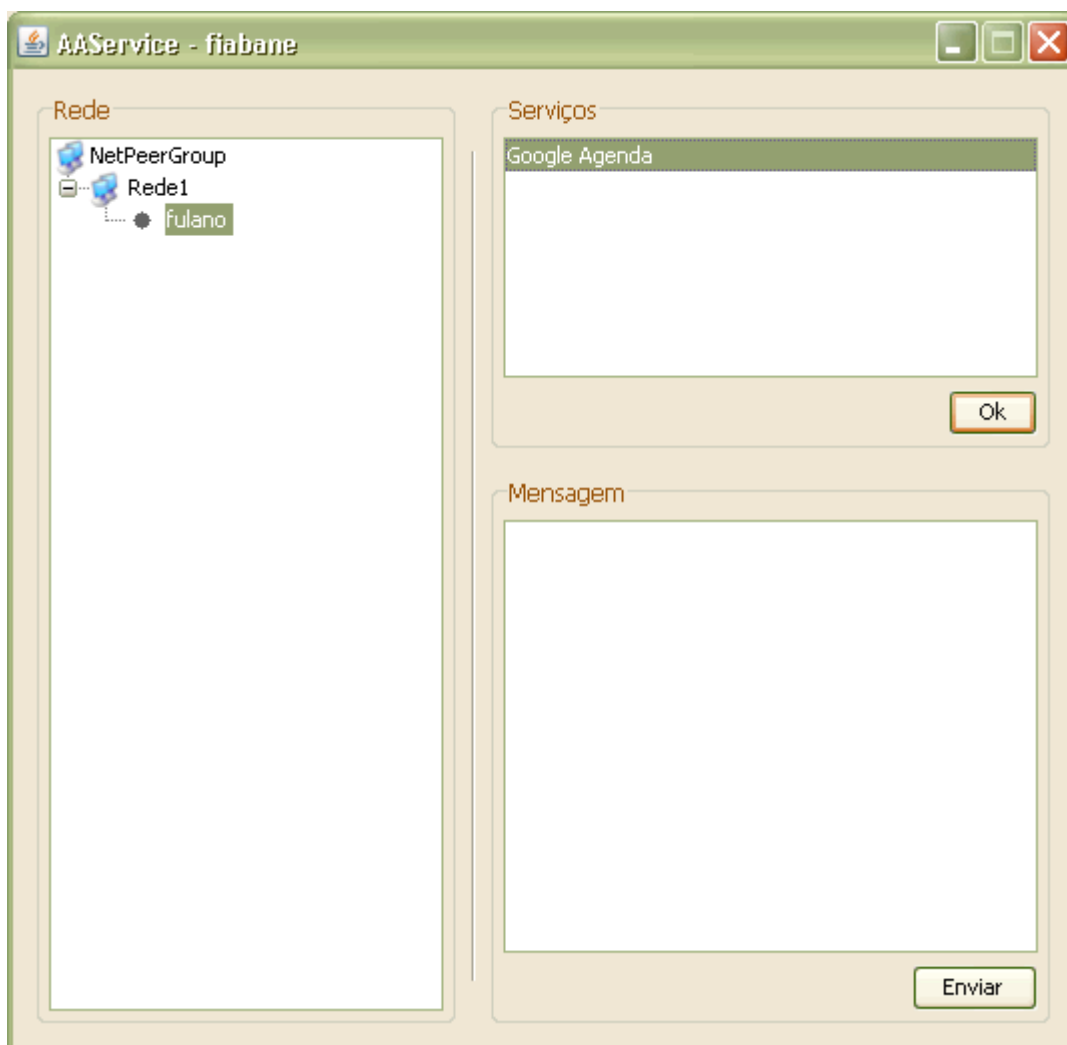 AAService - fiabane
Rede
NetPeerGroup
Rede1
fulano
Serviços
Google Agenda
Ok
Mensagem
Enviar